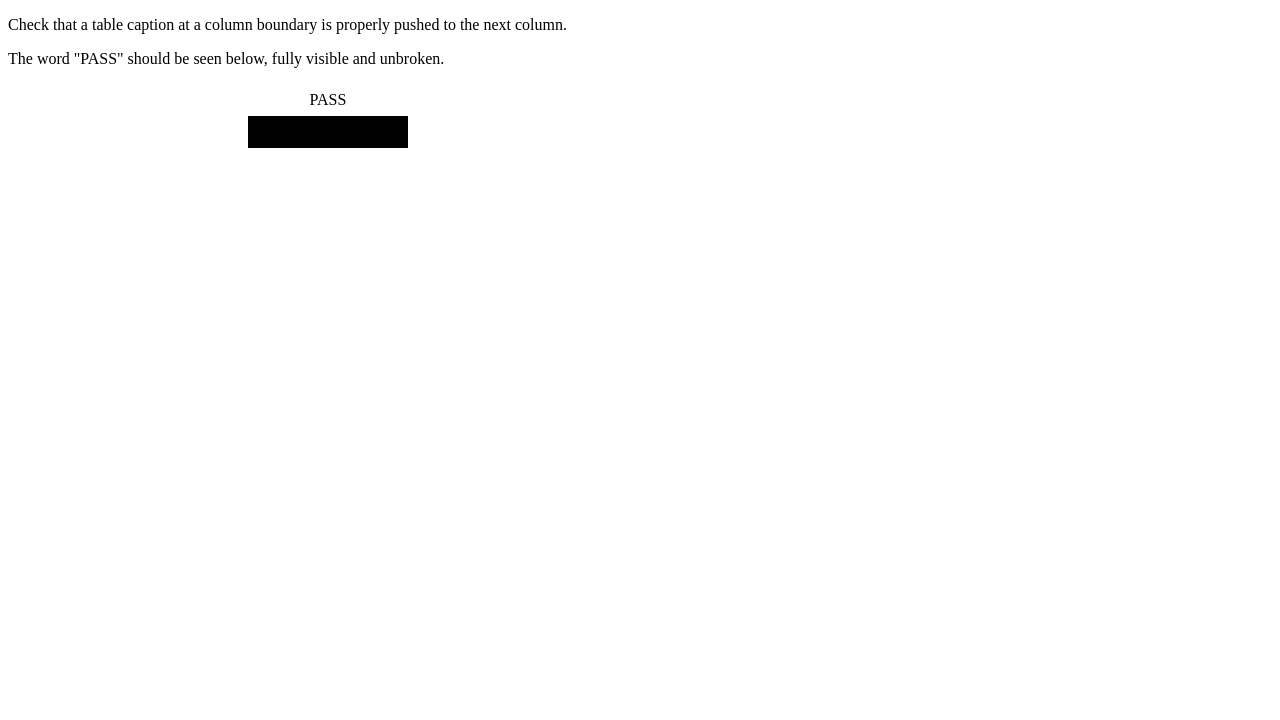 Check that a table caption at a column boundary is properly pushed to the next column.
The word "PASS" should be seen below, fully visible and unbroken.
PASS